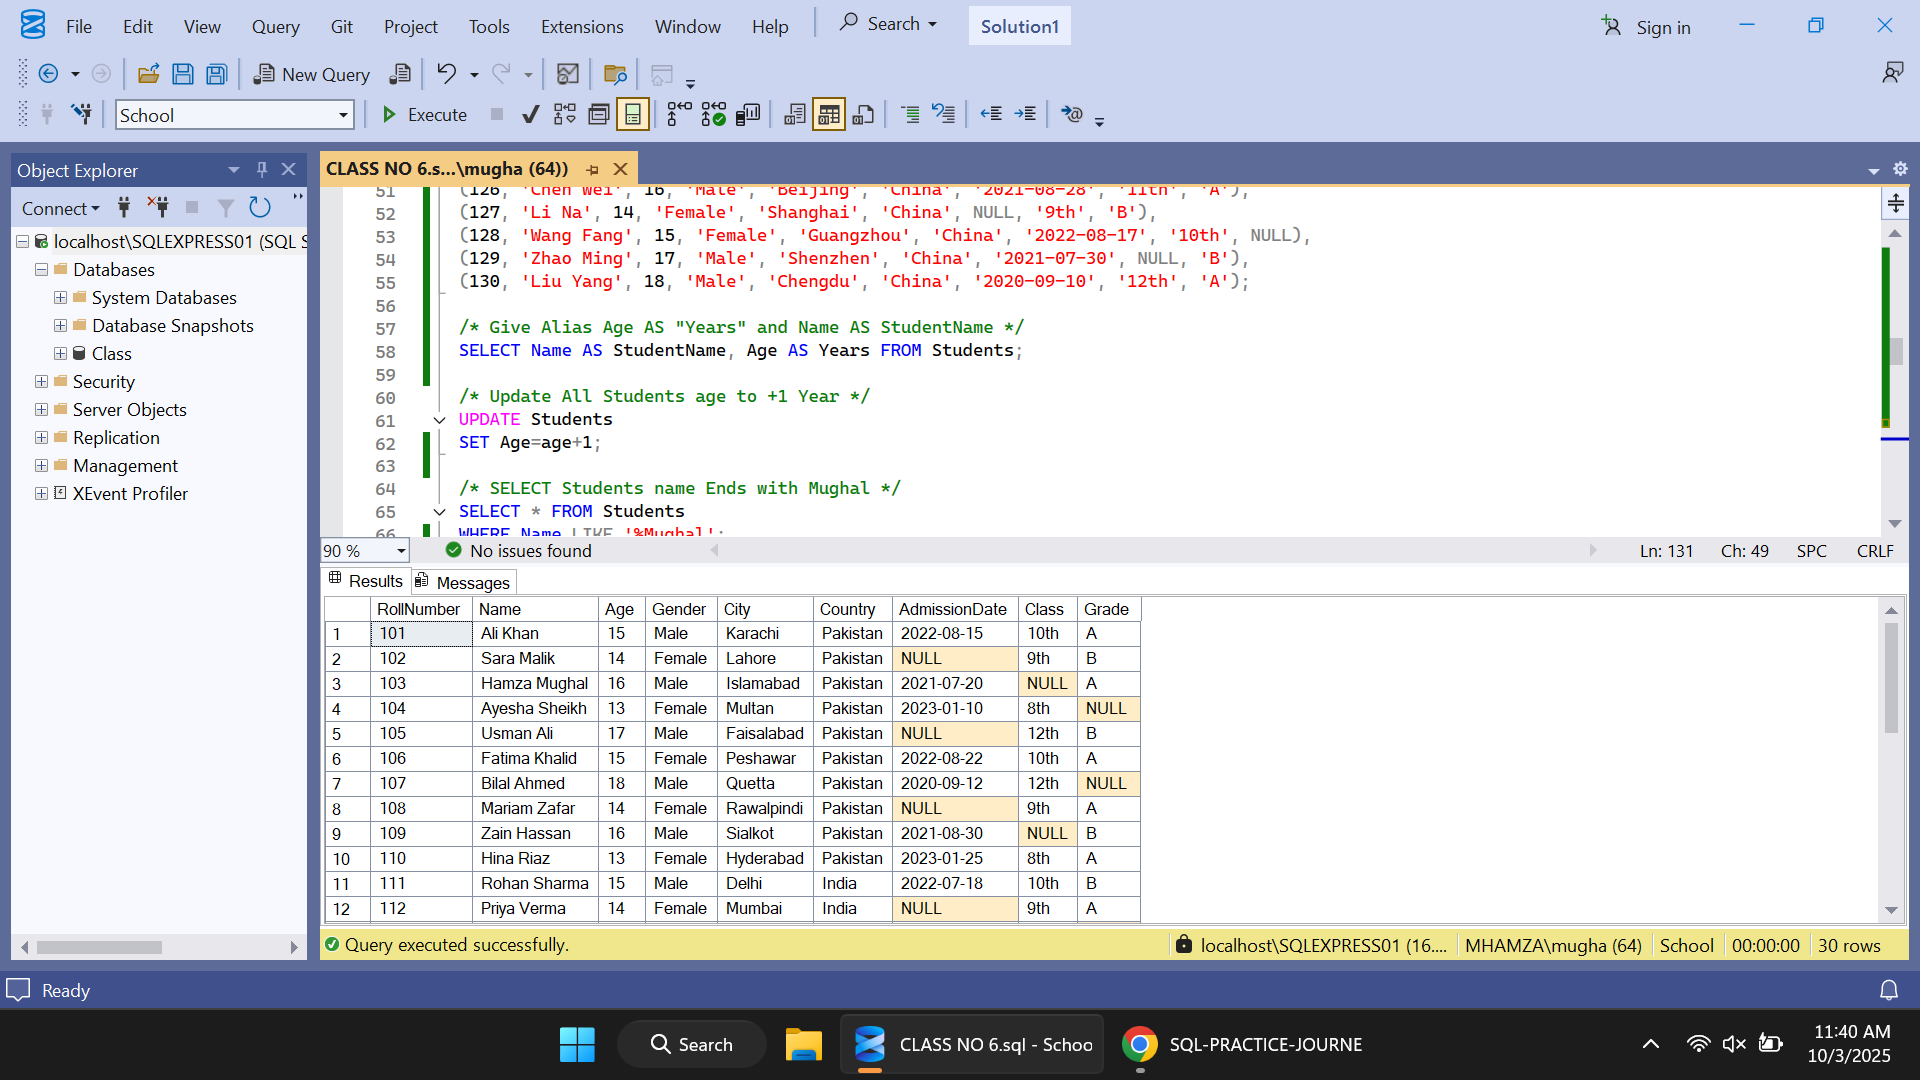 File Edit View Query Git Project Tools Extensions Window Help Search Solution1 Sign in
New Query
School Execute
Object Explorer
Connect
localhost\SQLEXPRESS01 (SQL S
Databases
System Databases
Database Snapshots
Class
Security
Server Objects
Replication
Management
XEvent Profiler
CLASS NO 6.s...\mugha (64))
51 (126, 'Chen Wei', 16, 'Male', 'Beijing', 'China', '2021-08-28', '11th', 'A'),
52 (127, 'Li Na', 14, 'Female', 'Shanghai', 'China', NULL, '9th', 'B'),
53 (128, 'Wang Fang', 15, 'Female', 'Guangzhou', 'China', '2022-08-17', '10th', NULL),
54 (129, 'Zhao Ming', 17, 'Male', 'Shenzhen', 'China', '2021-07-30', NULL, 'B'),
55 (130, 'Liu Yang', 18, 'Male', 'Chengdu', 'China', '2020-09-10', '12th', 'A');
56
57 /* Give Alias Age AS "Years" and Name AS StudentName */
58 SELECT Name AS StudentName, Age AS Years FROM Students;
59
60 /* Update All Students age to +1 Year */
61 UPDATE Students
62 SET Age=age+1;
63
64 /* SELECT Students name Ends with Mughal */
65 SELECT * FROM Students
66 WHERE Name LIKE '%Mughal';
90 % No issues found Ln: 131 Ch: 49 SPC CRLF
Results Messages
RollNumber Name Age Gender City Country AdmissionDate Class Grade
1 101 Ali Khan 15 Male Karachi Pakistan 2022-08-15 10th A
2 102 Sara Malik 14 Female Lahore Pakistan NULL 9th B
3 103 Hamza Mughal 16 Male Islamabad Pakistan 2021-07-20 NULL A
4 104 Ayesha Sheikh 13 Female Multan Pakistan 2023-01-10 8th NULL
5 105 Usman Ali 17 Male Faisalabad Pakistan NULL 12th B
6 106 Fatima Khalid 15 Female Peshawar Pakistan 2022-08-22 10th A
7 107 Bilal Ahmed 18 Male Quetta Pakistan 2020-09-12 12th NULL
8 108 Mariam Zafar 14 Female Rawalpindi Pakistan NULL 9th A
9 109 Zain Hassan 16 Male Sialkot Pakistan 2021-08-30 NULL B
10 110 Hina Riaz 13 Female Hyderabad Pakistan 2023-01-25 8th A
11 111 Rohan Sharma 15 Male Delhi India 2022-07-18 10th B
12 112 Priya Verma 14 Female Mumbai India NULL 9th A
Query executed successfully. localhost\SQLEXPRESS01 (16.... MHAMZA\mugha (64) School 00:00:00 30 rows
Ready
Search CLASS NO 6.sql - Schoo SQL-PRACTICE-JOURNE 11:40 AM
10/3/2025